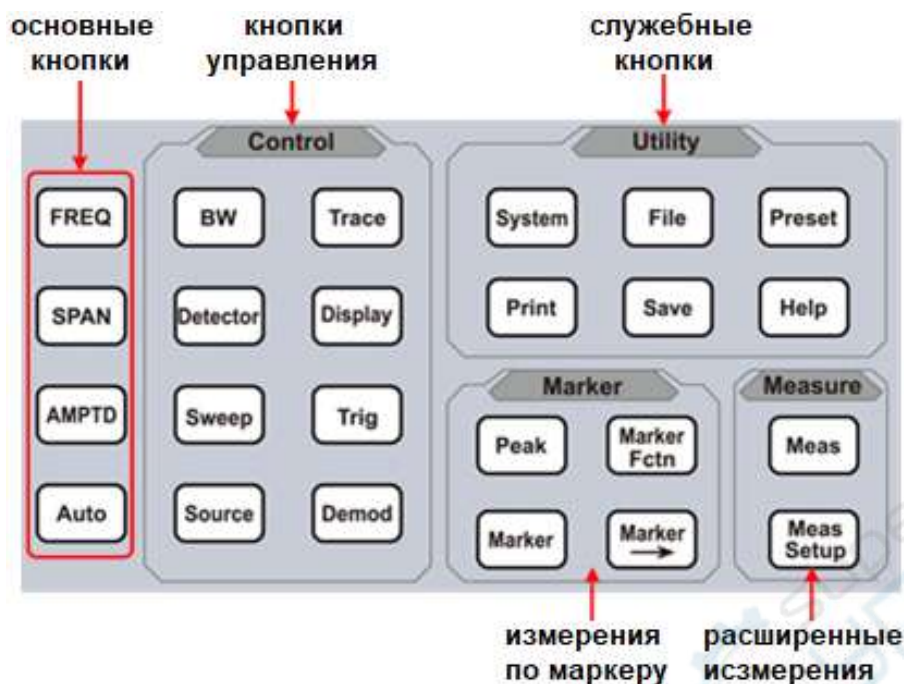 основные
кнопки
кнопки
управления
служебные
кнопки
Control
Utility
FREQ
BW
Trace
System
File
Preset
SPAN
Detector
Display
Print
Save
Help
Marker
Measure
AMPTD
Sweep
Trig
Peak
Marker
Fctn
Meas
Auto
Source
Demod
Marker
Marker
→
Meas
Setup
измерения
по маркеру
расширенные
исзмерения